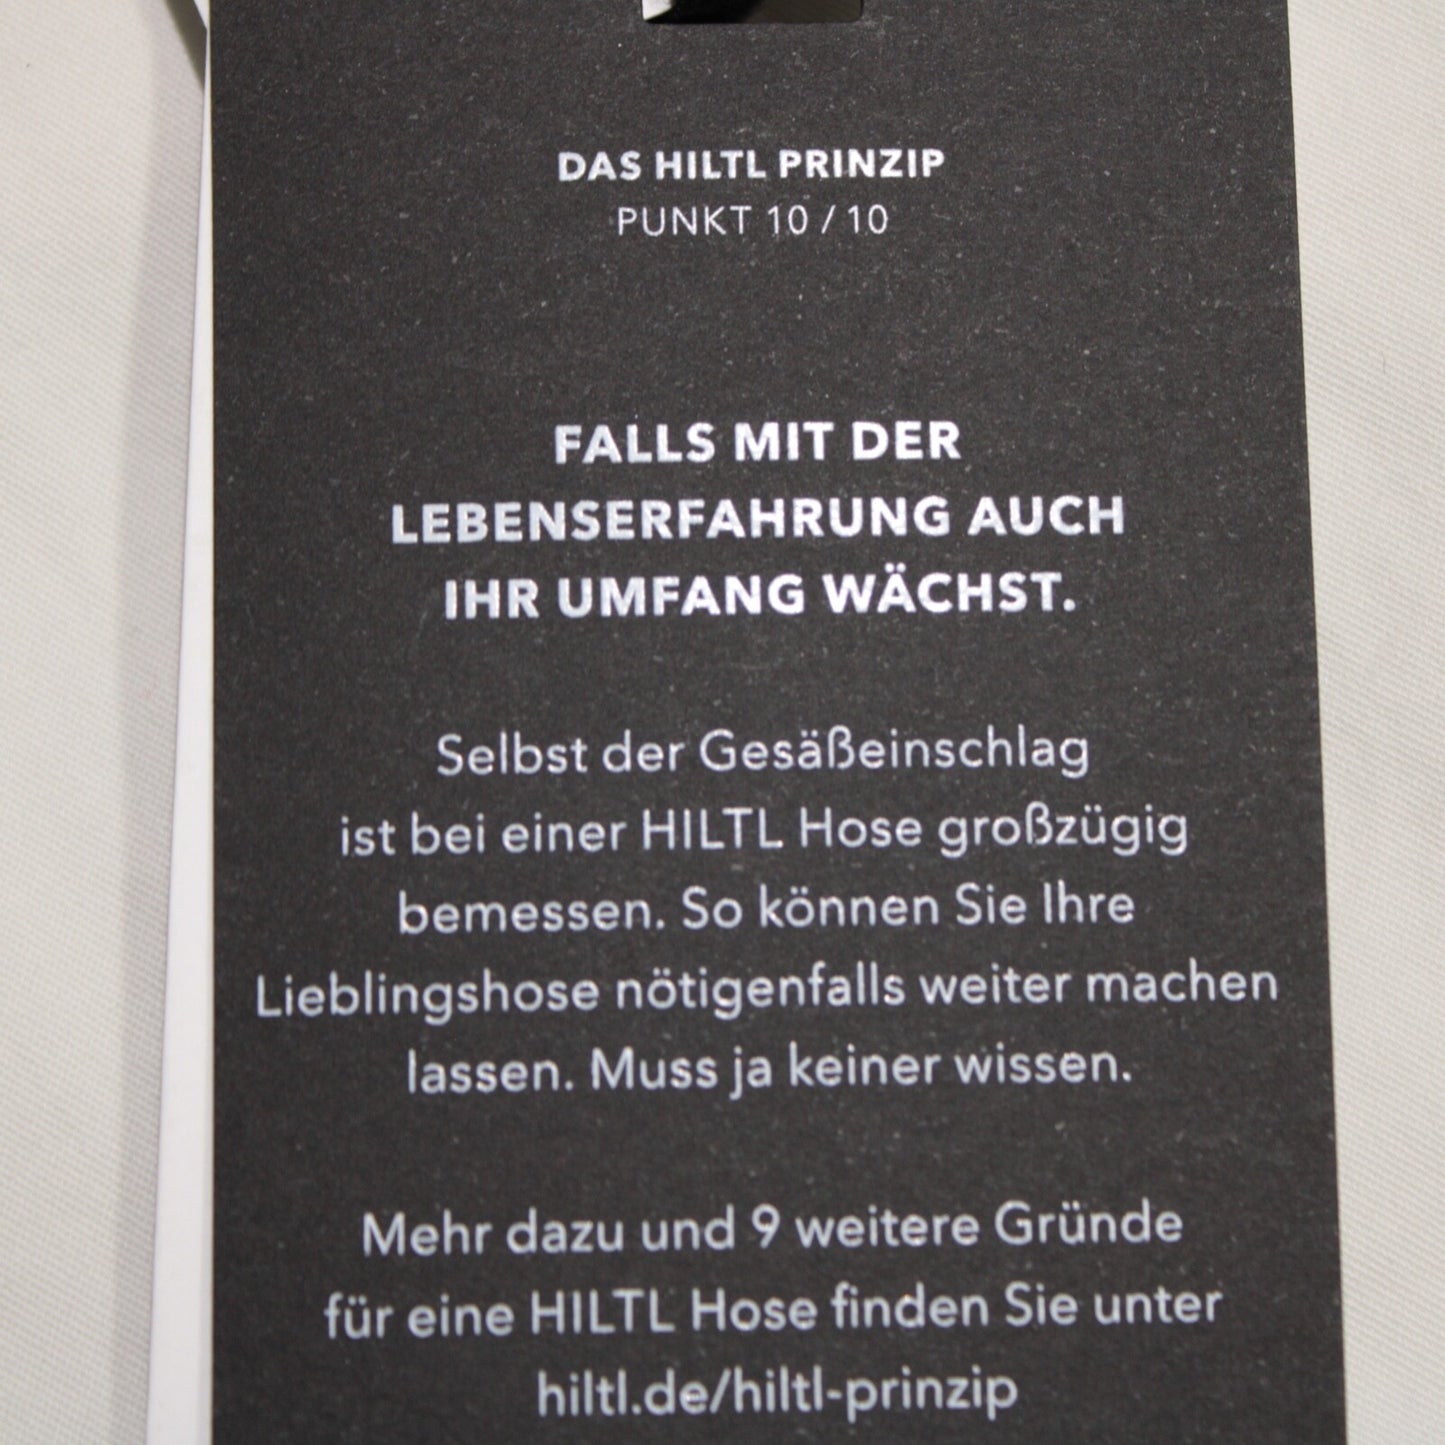 DAS HILTL PRINZIP
PUNKT 10 / 10
FALLS MIT DER
LEBENSERFAHRUNG AUCH
IHR UMFANG WÄCHST.
Selbst der Gesäßeinschlag
ist bei einer HILTL Hose großzügig
bemessen. So können Sie Ihre
Lieblingshose nötigenfalls weiter machen
lassen. Muss ja keiner wissen.
Mehr dazu und 9 weitere Gründe
für eine HILTL Hose finden Sie unter
hiltl.de/hiltl-prinzip